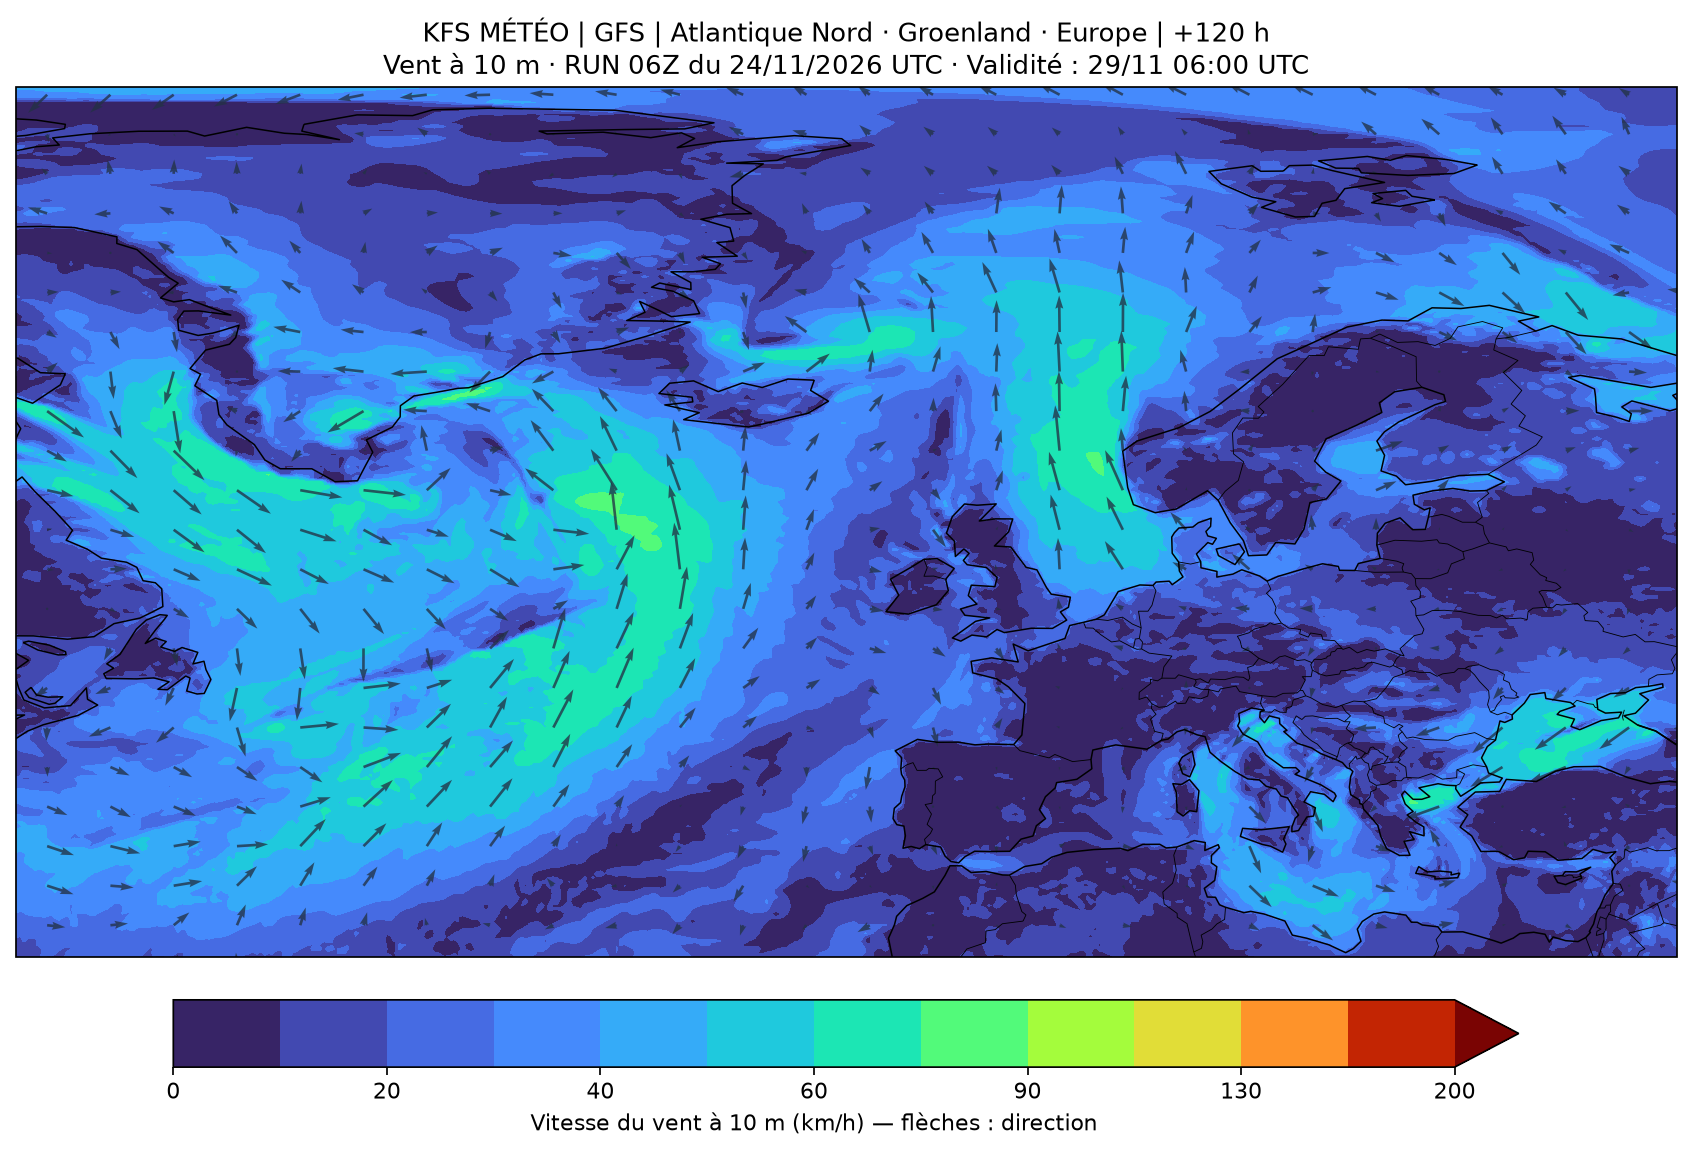 KFS MÉTÉO | GFS | Atlantique Nord · Groenland · Europe | +120 h
Vent à 10 m · RUN 06Z du 24/11/2026 UTC · Validité : 29/11 06:00 UTC
0 20 40 60 90 130 200
Vitesse du vent à 10 m (km/h) — flèches : direction